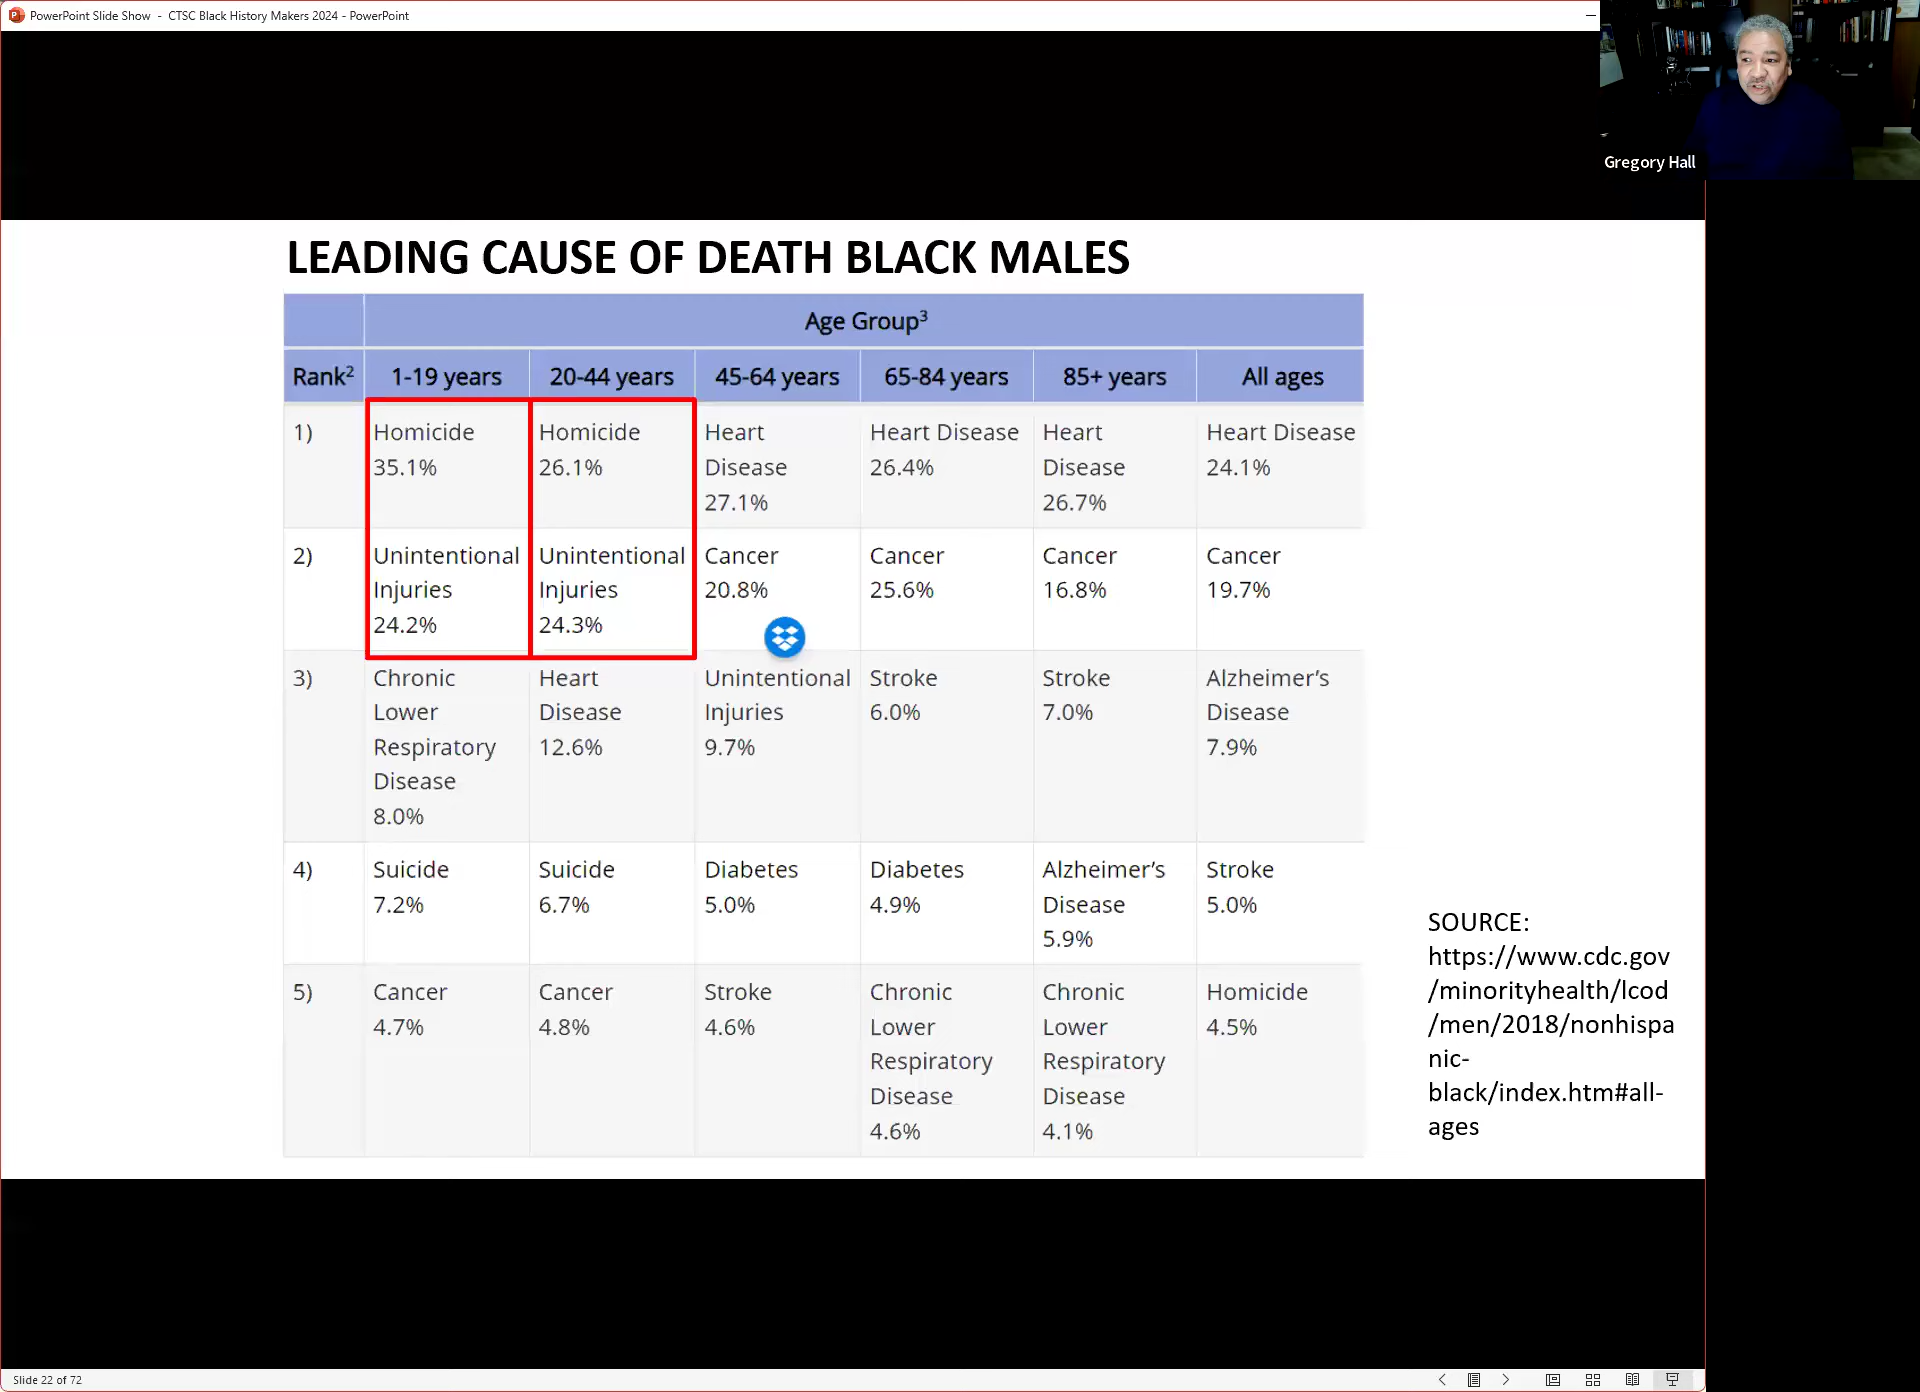 PowerPoint Slide Show - CTSC Black History Makers 2024 - PowerPoint
Gregory Hall
LEADING CAUSE OF DEATH BLACK MALES
Age Group3
Rank2 1-19 years 20-44 years 45-64 years 65-84 years 85+ years All ages
1) Homicide 35.1% Homicide 26.1% Heart Disease 27.1% Heart Disease 26.4% Heart Disease 26.7% Heart Disease 24.1%
2) Unintentional Injuries 24.2% Unintentional Injuries 24.3% Cancer 20.8% Cancer 25.6% Cancer 16.8% Cancer 19.7%
3) Chronic Lower Respiratory Disease 8.0% Heart Disease 12.6% Unintentional Injuries 9.7% Stroke 6.0% Stroke 7.0% Alzheimer’s Disease 7.9%
4) Suicide 7.2% Suicide 6.7% Diabetes 5.0% Diabetes 4.9% Alzheimer’s Disease 5.9% Stroke 5.0%
5) Cancer 4.7% Cancer 4.8% Stroke 4.6% Chronic Lower Respiratory Disease 4.6% Chronic Lower Respiratory Disease 4.1% Homicide 4.5%
SOURCE:
https://www.cdc.gov
/minorityhealth/lcod
/men/2018/nonhispa
nic-
black/index.htm#all-
ages
Slide 22 of 72